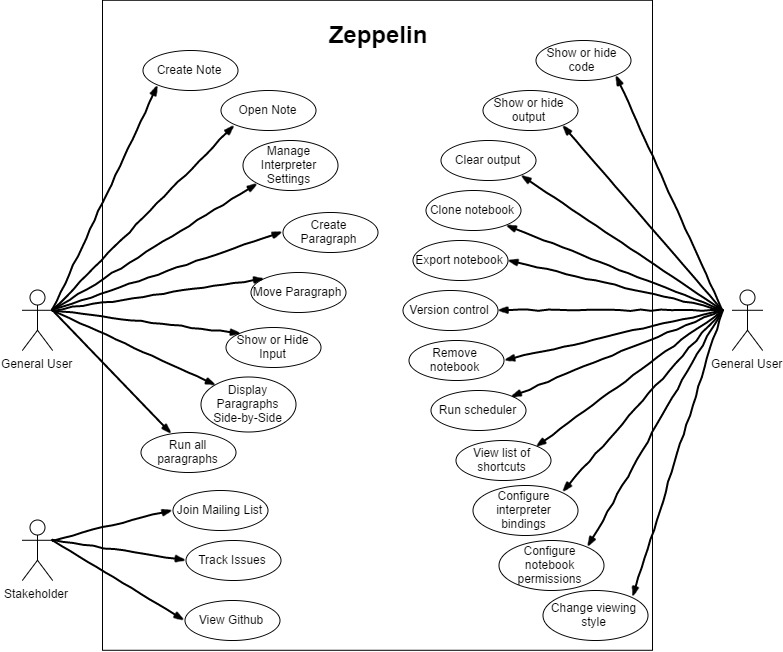 Zeppelin
Create Note
Open Note
Manage
Interpreter
Settings
Create
Paragraph
Move Paragraph
Show or Hide
Input
Display
Paragraphs
Side-by-Side
Run all
paragraphs
General User
Join Mailing List
Track Issues
View Github
Stakeholder
Show or hide
code
Show or hide
output
Clear output
Clone notebook
Export notebook
Version control
Remove
notebook
Run scheduler
View list of
shortcuts
Configure
interpreter
bindings
Configure
notebook
permissions
Change viewing
style
General User